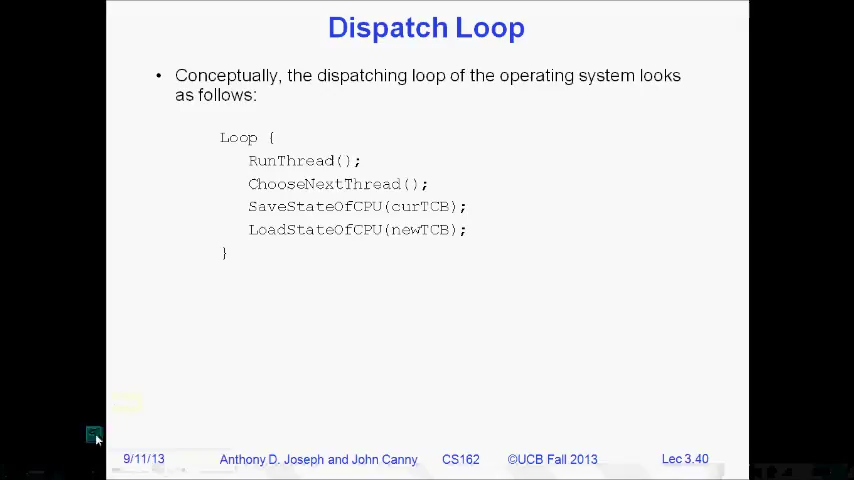 Dispatch Loop
• Conceptually, the dispatching loop of the operating system looks
as follows:
Loop {
RunThread();
ChooseNextThread();
SaveStateOfCPU(curTCB);
LoadStateOfCPU(newTCB);
}
9/11/13 Anthony D. Joseph and John Canny CS162 ©UCB Fall 2013 Lec 3.40